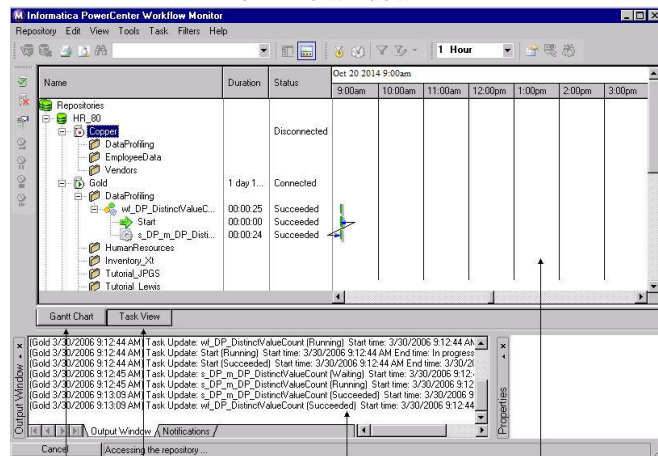 Informatica PowerCenter Workflow Monitor
Repository Edit View Tools Task Filters Help
1 Hour
Name Duration Status Oct 20 2014 9:00am
9:00am 10:00am 11:00am 12:00pm 1:00pm 2:00pm 3:00pm
Repositories
HR_80
Copper Disconnected
DataProfiling
EmployeeData
Vendors
Gold 1 day 1... Connected
DataProfiling
wf_DP_DistinctValueC... 00:00:25 Succeeded
Start 00:00:00 Succeeded
s_DP_m_DP_Disti... 00:00:24 Succeeded
HumanResources
Inventory_Xt
Tutorial_JPGS
Tutorial_Lewis
Gantt Chart Task View
(Gold 3/30/2006 9:12:44 AM) Task Update: wf_DP_DistinctValueCount (Running) Start time: 3/30/2006 9:12:44 AM
(Gold 3/30/2006 9:12:44 AM) Task Update: Start (Running) Start time: 3/30/2006 9:12:44 AM End time: In progress
(Gold 3/30/2006 9:12:44 AM) Task Update: Start (Succeeded) Start time: 3/30/2006 9:12:44 AM End time: 3/30/20
(Gold 3/30/2006 9:12:45 AM) Task Update: s_DP_m_DP_DistinctValueCount (Waiting) Start time: 3/30/2006 9:12:
(Gold 3/30/2006 9:12:45 AM) Task Update: s_DP_m_DP_DistinctValueCount (Running) Start time: 3/30/2006 9:12
(Gold 3/30/2006 9:13:09 AM) Task Update: s_DP_m_DP_DistinctValueCount (Succeeded) Start time: 3/30/2006 9
(Gold 3/30/2006 9:13:09 AM) Task Update: wf_DP_DistinctValueCount (Succeeded) Start time: 3/30/2006 9:12:44
Output Window
Properties
Output Window Notifications
Cancel Accessing the repository ...